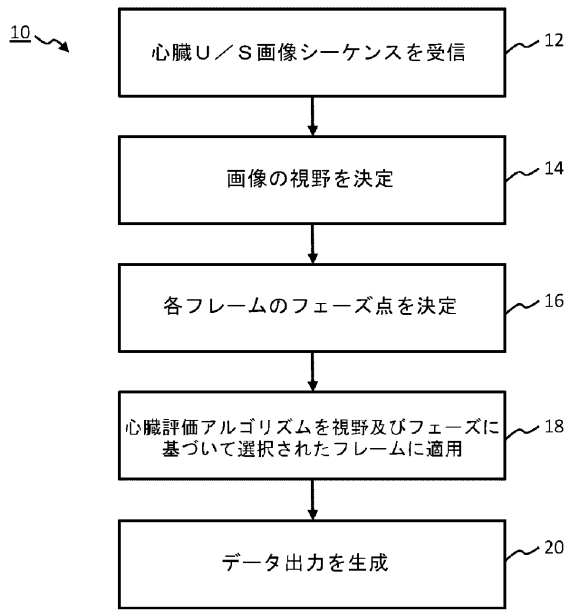 10
心臓U/S画像シーケンスを受信
12
画像の視野を決定
14
各フレームのフェーズ点を決定
16
心臓評価アルゴリズムを視野及びフェーズに
基づいて選択されたフレームに適用
18
データ出力を生成
20